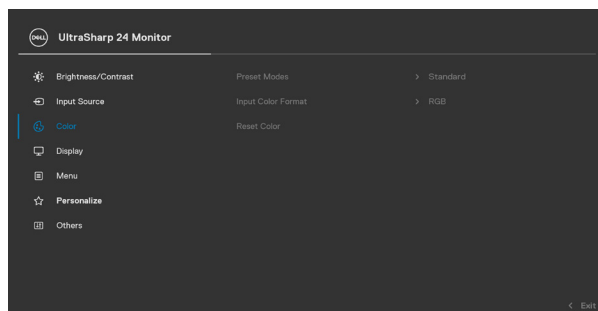 DELL UltraSharp 24 Monitor
Brightness/Contrast Preset Modes > Standard
Input Source Input Color Format > RGB
Color Reset Color
Display
Menu
Personalize
Others
< Exit